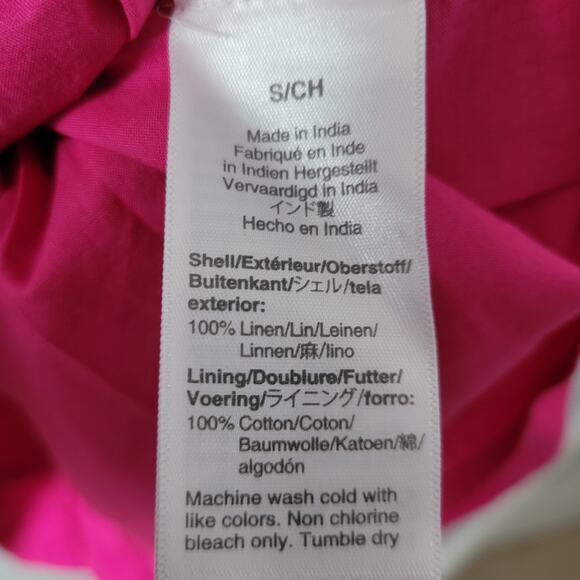 S/CH
Made in India
Fabriqué en Inde
in Indien Hergestellt
Vervaardigd in India
インド製
Hecho en India
Shell/Extérieur/Oberstoff/
Buitenkant/シェル/tela
exterior:
100% Linen/Lin/Leinen/
Linnen/麻/lino
Lining/Doublure/Futter/
Voering/ライニング/forro:
100% Cotton/Coton/
Baumwolle/Katoen/綿/
algodón
Machine wash cold with
like colors. Non chlorine
bleach only. Tumble dry